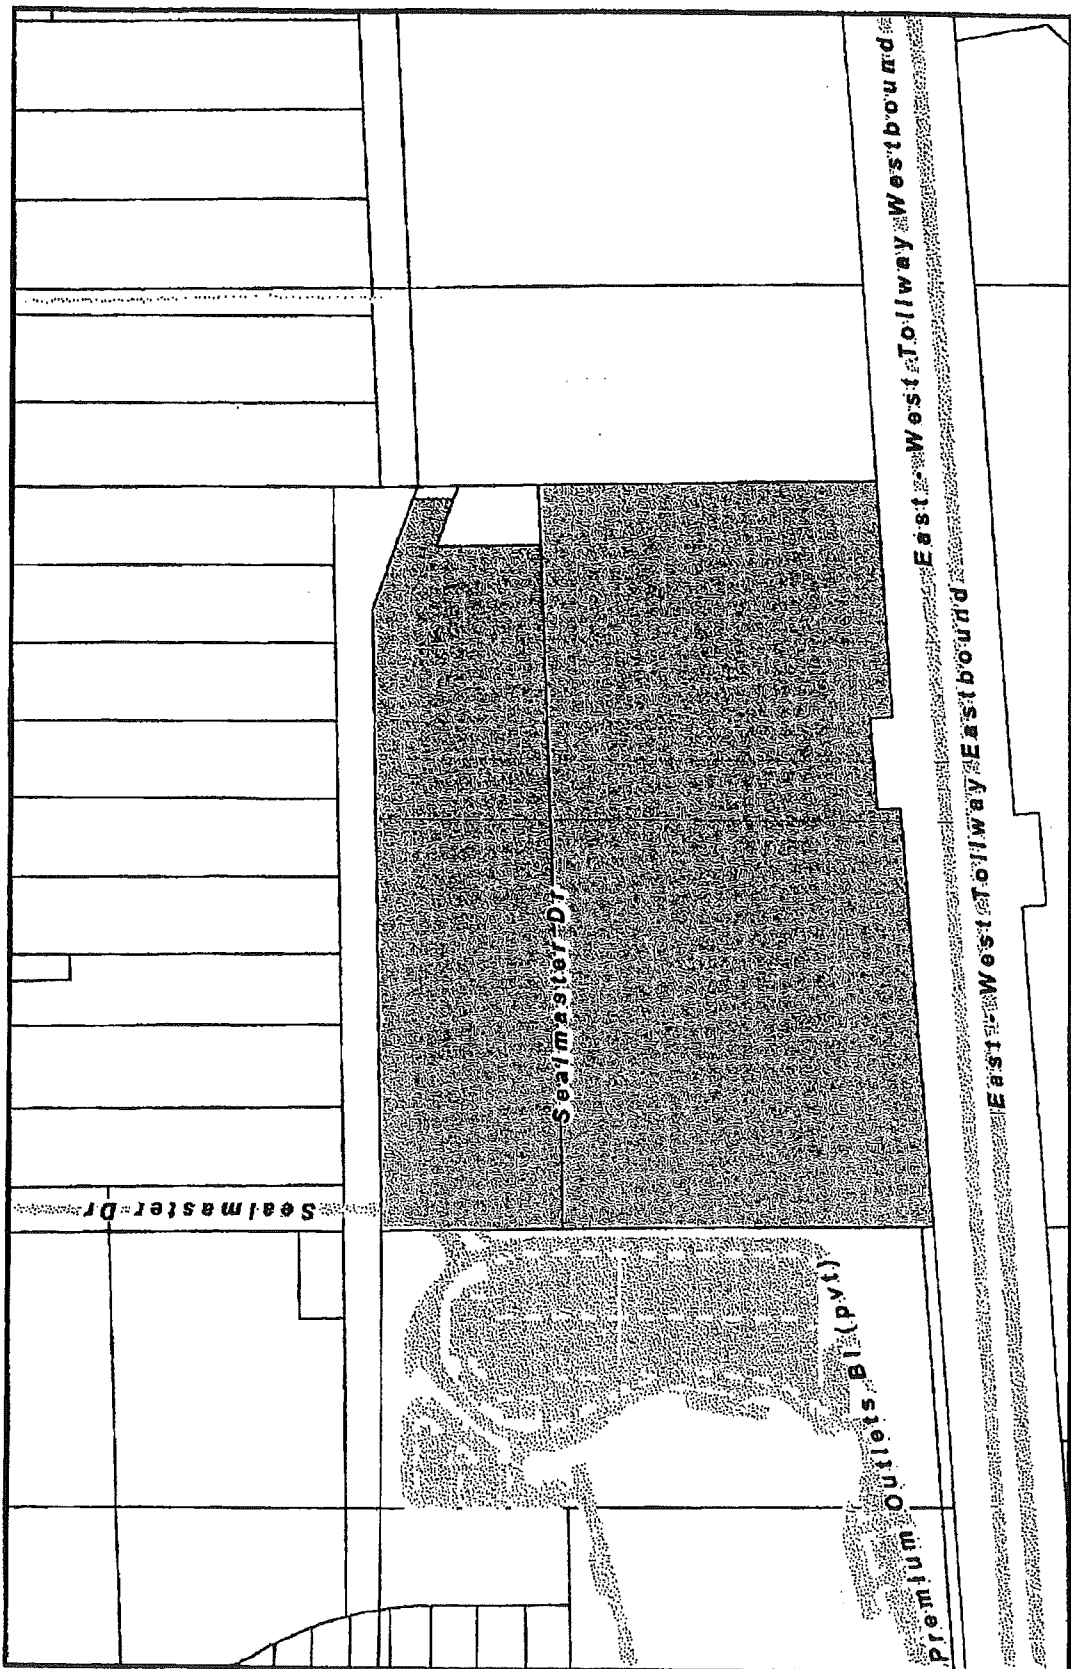 East - West Tollway Westbound
East - West Tollway Eastbound
Sealmaster Dr
Sealmaster Dr
Premium Outlets Bl (pvt)